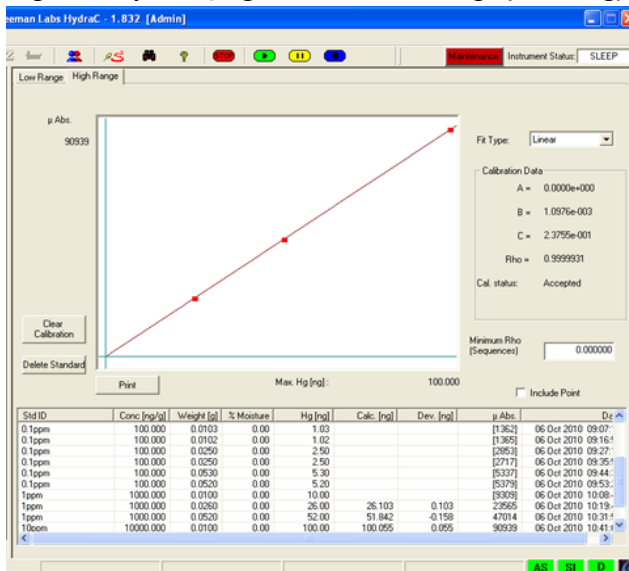 eeman Labs HydraC - 1.832 [Admin]
STOP
Maintenance Instrument Status: SLEEP
Low Range High Range
µ Abs.
90939
Fit Type: Linear
Calibration Data
A = 0.0000e+000
B = 1.0976e-003
C = 2.3755e-001
Rho = 0.9999931
Cal. status: Accepted
Clear
Calibration
Minimum Rho
(Sequences) 0.000000
Delete Standard
Print Max. Hg [ng] : 100.000
Include Point
Std ID Conc [ng/g] Weight [g] % Moisture Hg [ng] Calc. [ng] Dev. [ng] µ Abs. Da
0.1ppm 100.000 0.0103 0.00 1.03 [1362] 06 Oct 2010 09:07:
0.1ppm 100.000 0.0102 0.00 1.02 [1365] 06 Oct 2010 09:16:
0.1ppm 100.000 0.0250 0.00 2.50 [2853] 06 Oct 2010 09:27:
0.1ppm 100.000 0.0250 0.00 2.50 [2717] 06 Oct 2010 09:35:
0.1ppm 100.000 0.0530 0.00 5.30 [5337] 06 Oct 2010 09:44:
0.1ppm 100.000 0.0520 0.00 5.20 [5379] 06 Oct 2010 09:53:
1ppm 1000.000 0.0100 0.00 10.00 [9309] 06 Oct 2010 10:08:
1ppm 1000.000 0.0260 0.00 26.00 26.103 0.103 23565 06 Oct 2010 10:19:
1ppm 1000.000 0.0520 0.00 52.00 51.842 -0.158 47014 06 Oct 2010 10:31:
10ppm 10000.000 0.0100 0.00 100.00 100.055 0.055 90939 06 Oct 2010 10:41:
AS SI D